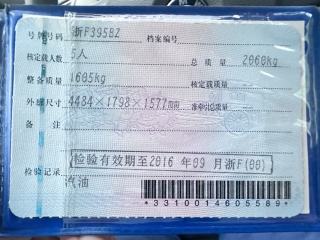 号牌号码 浙F395BZ 档案编号
核定载人数 5人 总质量 2060kg
整备质量 1605kg 核定载质量
外廓尺寸 4484×1798×1577mm 准牵引总质量
备注
检验有效期至2016 年09 月浙F(00)
检验记录
汽油
*3310014605589*